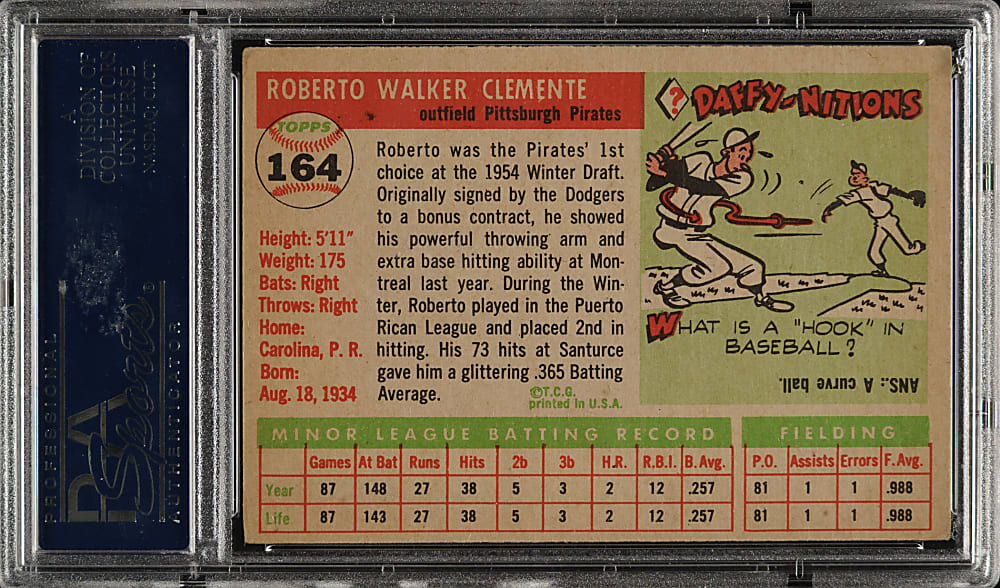 A
DIVISION OF
COLLECTORS
UNIVERSE
NASDAQ: CLCT
PROFESSIONAL
PSA
Sports
®
AUTHENTICATOR
ROBERTO WALKER CLEMENTE
outfield Pittsburgh Pirates
TOPPS
164
Height: 5'11"
Weight: 175
Bats: Right
Throws: Right
Home:
Carolina, P. R.
Born:
Aug. 18, 1934
Roberto was the Pirates' 1st
choice at the 1954 Winter Draft.
Originally signed by the Dodgers
to a bonus contract, he showed
his powerful throwing arm and
extra base hitting ability at Mon-
treal last year. During the Win-
ter, Roberto played in the Puerto
Rican League and placed 2nd in
hitting. His 73 hits at Santurce
gave him a glittering .365 Batting
Average.
©T.C.G.
printed in U.S.A.
? DAFFY-NITIONS
WHAT IS A "HOOK" IN
BASEBALL?
ANS.: A curve ball.
MINOR LEAGUE BATTING RECORD
Games At Bat Runs Hits 2b 3b H.R. R.B.I. B.Avg.
Year 87 148 27 38 5 3 2 12 .257
Life 87 143 27 38 5 3 2 12 .257
FIELDING
P.O. Assists Errors F.Avg.
81 1 1 .988
81 1 1 .988